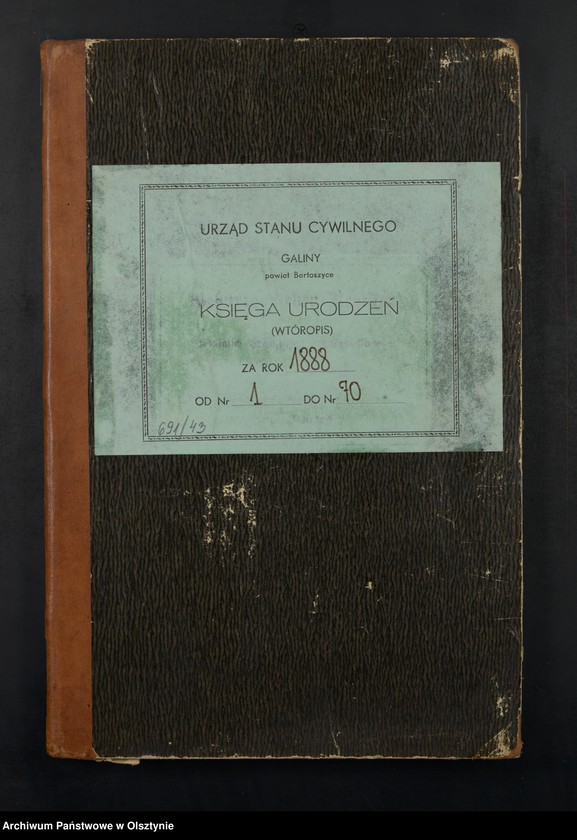 URZĄD STANU CYWILNEGO
GALINY
powiat Bartoszyce
KSIĘGA URODZEŃ
(WTÓROPIS)
ZA ROK 1888
OD Nr 1 DO Nr 70
691/43
Archiwum Państwowe w Olsztynie